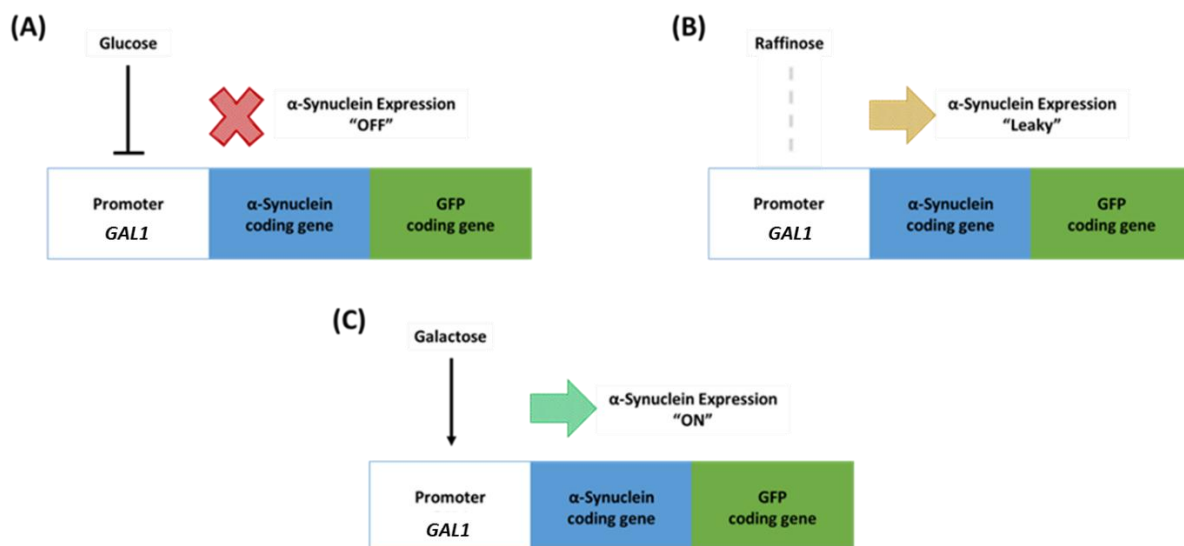 (A)
Glucose
α-Synuclein Expression
"OFF"
Promoter
GAL1
α-Synuclein
coding gene
GFP
coding gene
(B)
Raffinose
α-Synuclein Expression
"Leaky"
Promoter
GAL1
α-Synuclein
coding gene
GFP
coding gene
(C)
Galactose
α-Synuclein Expression
"ON"
Promoter
GAL1
α-Synuclein
coding gene
GFP
coding gene